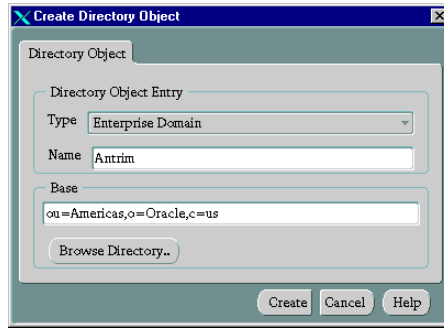 Create Directory Object
Directory Object
Directory Object Entry
Type Enterprise Domain
Name Antrim
Base
ou=Americas,o=Oracle,c=us
Browse Directory..
Create Cancel Help